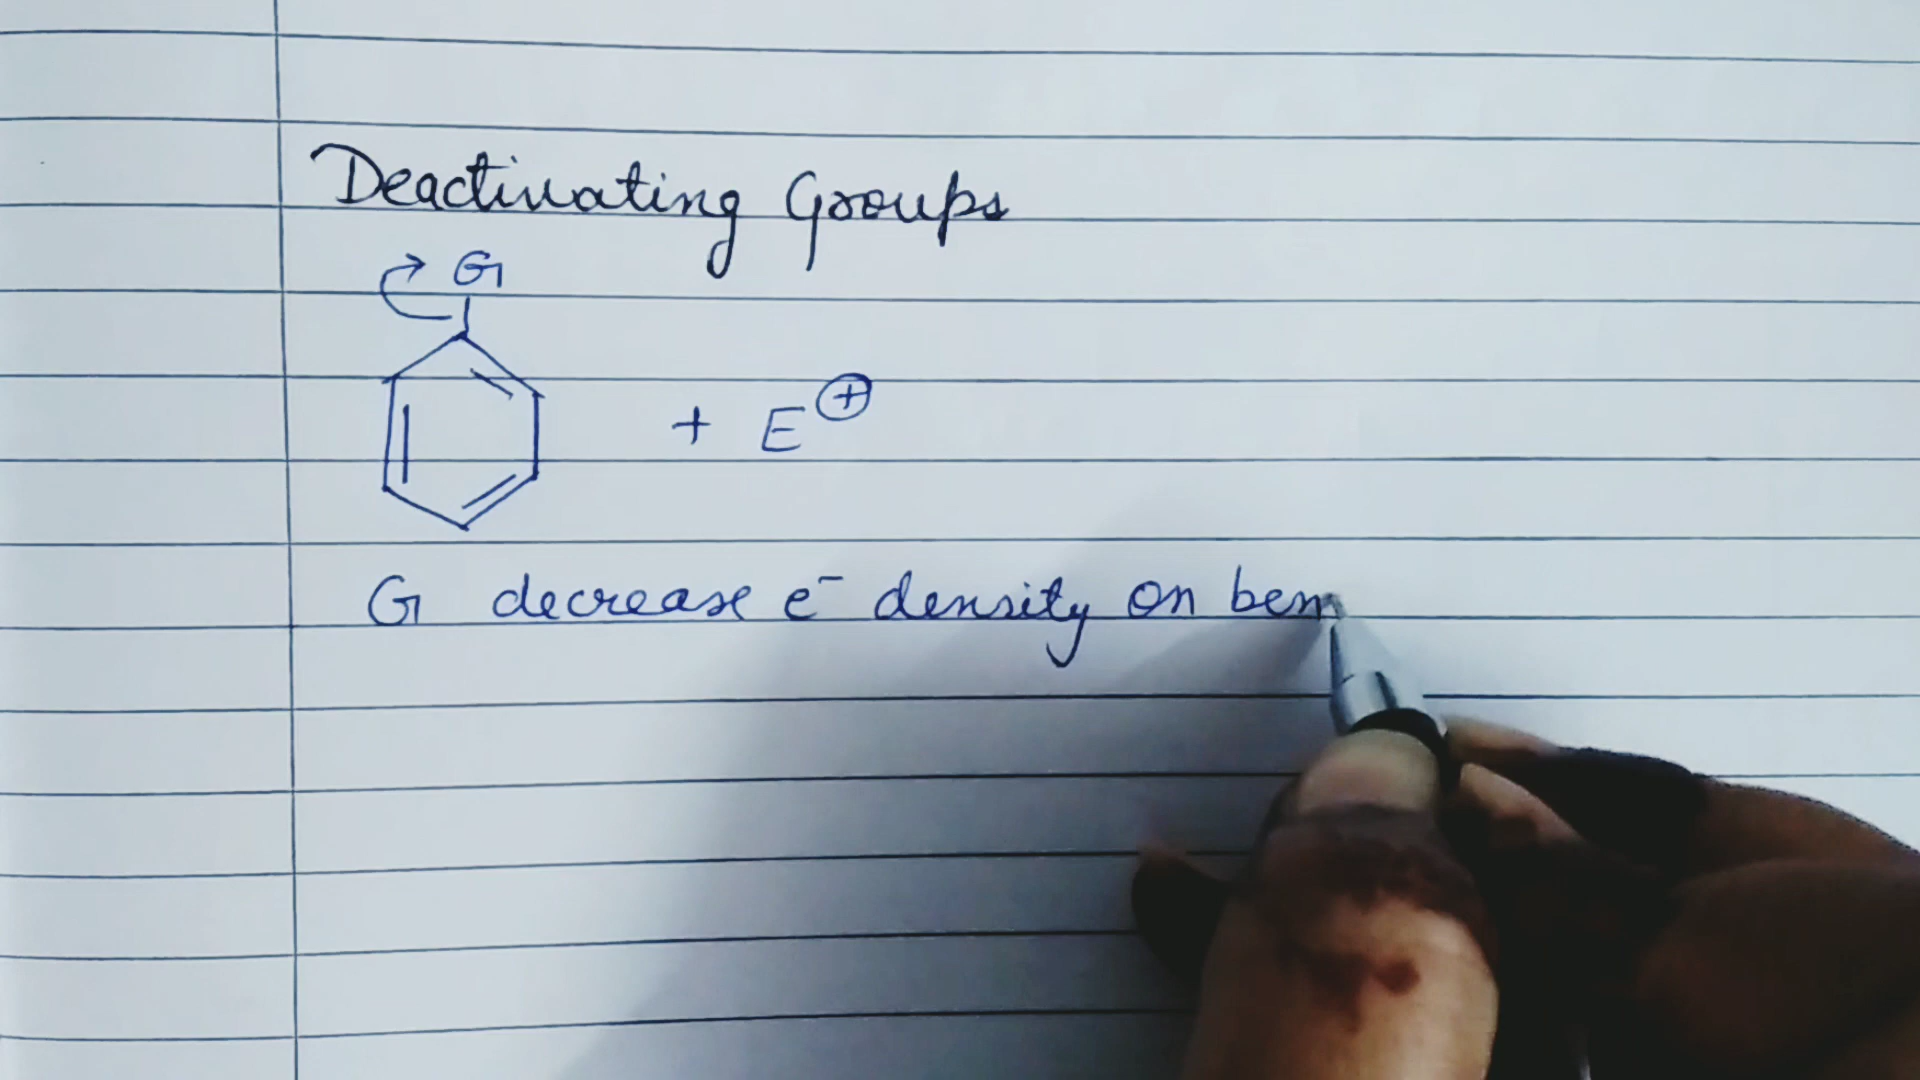 Deactivating Groups
G
+ E⊕
G decrease e⁻ density on ben